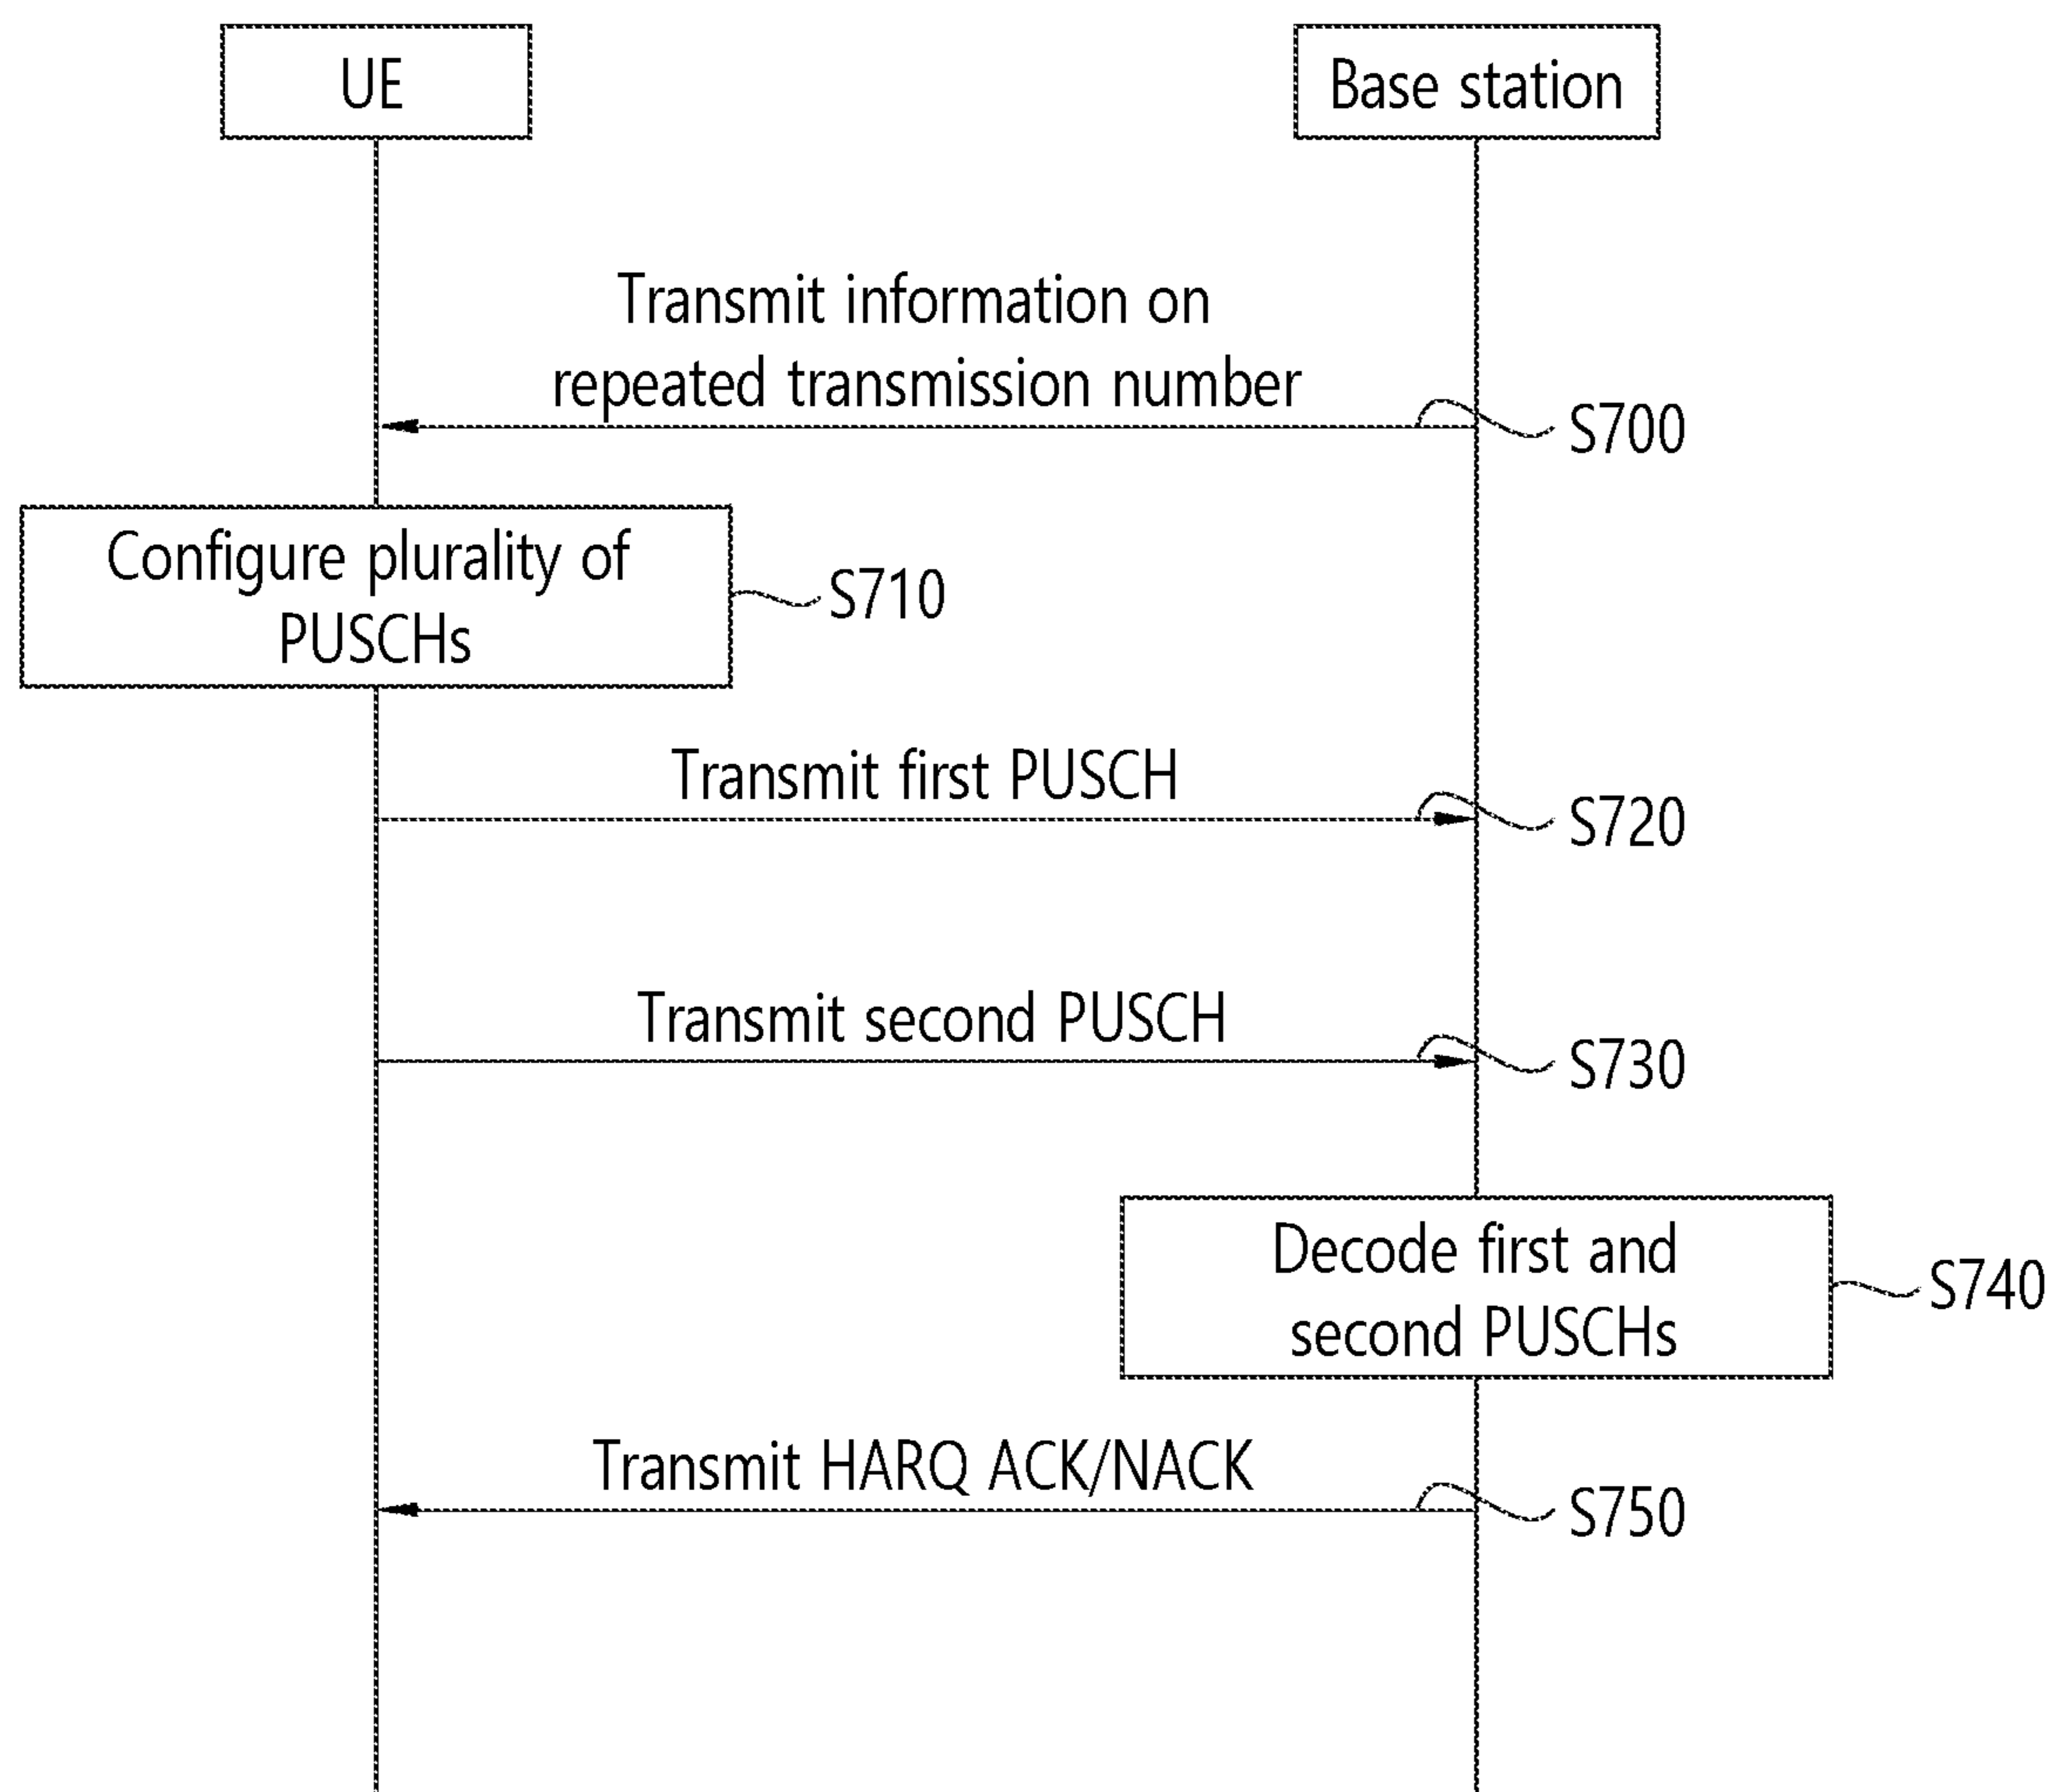 UE
Base station
Transmit information on
repeated transmission number
S700
Configure plurality of
PUSCHs
S710
Transmit first PUSCH
S720
Transmit second PUSCH
S730
Decode first and
second PUSCHs
S740
Transmit HARQ ACK/NACK
S750